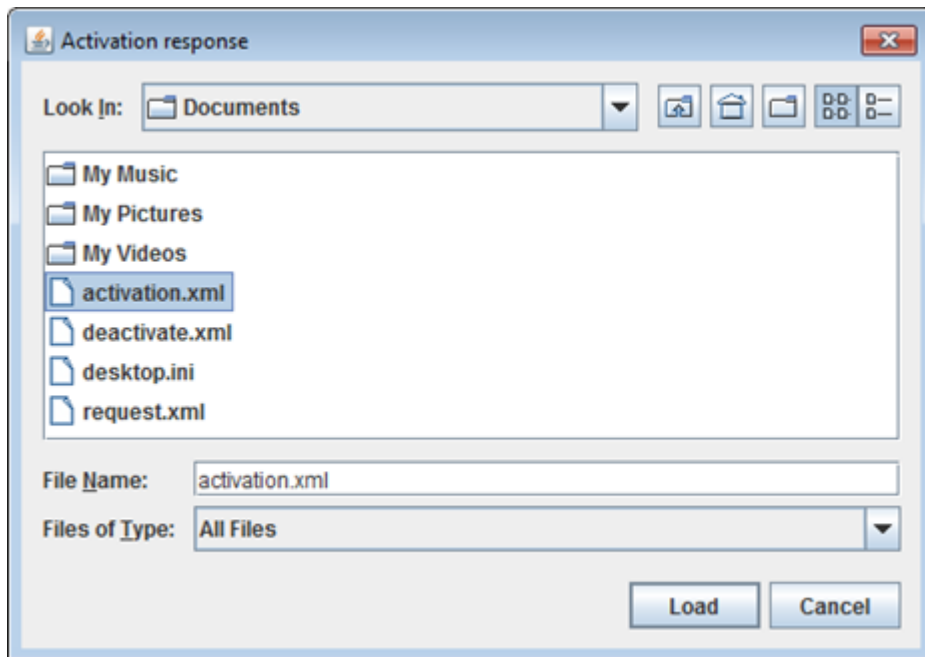 Activation response
Look In: Documents
My Music
My Pictures
My Videos
activation.xml
deactivate.xml
desktop.ini
request.xml
File Name: activation.xml
Files of Type: All Files
Load Cancel